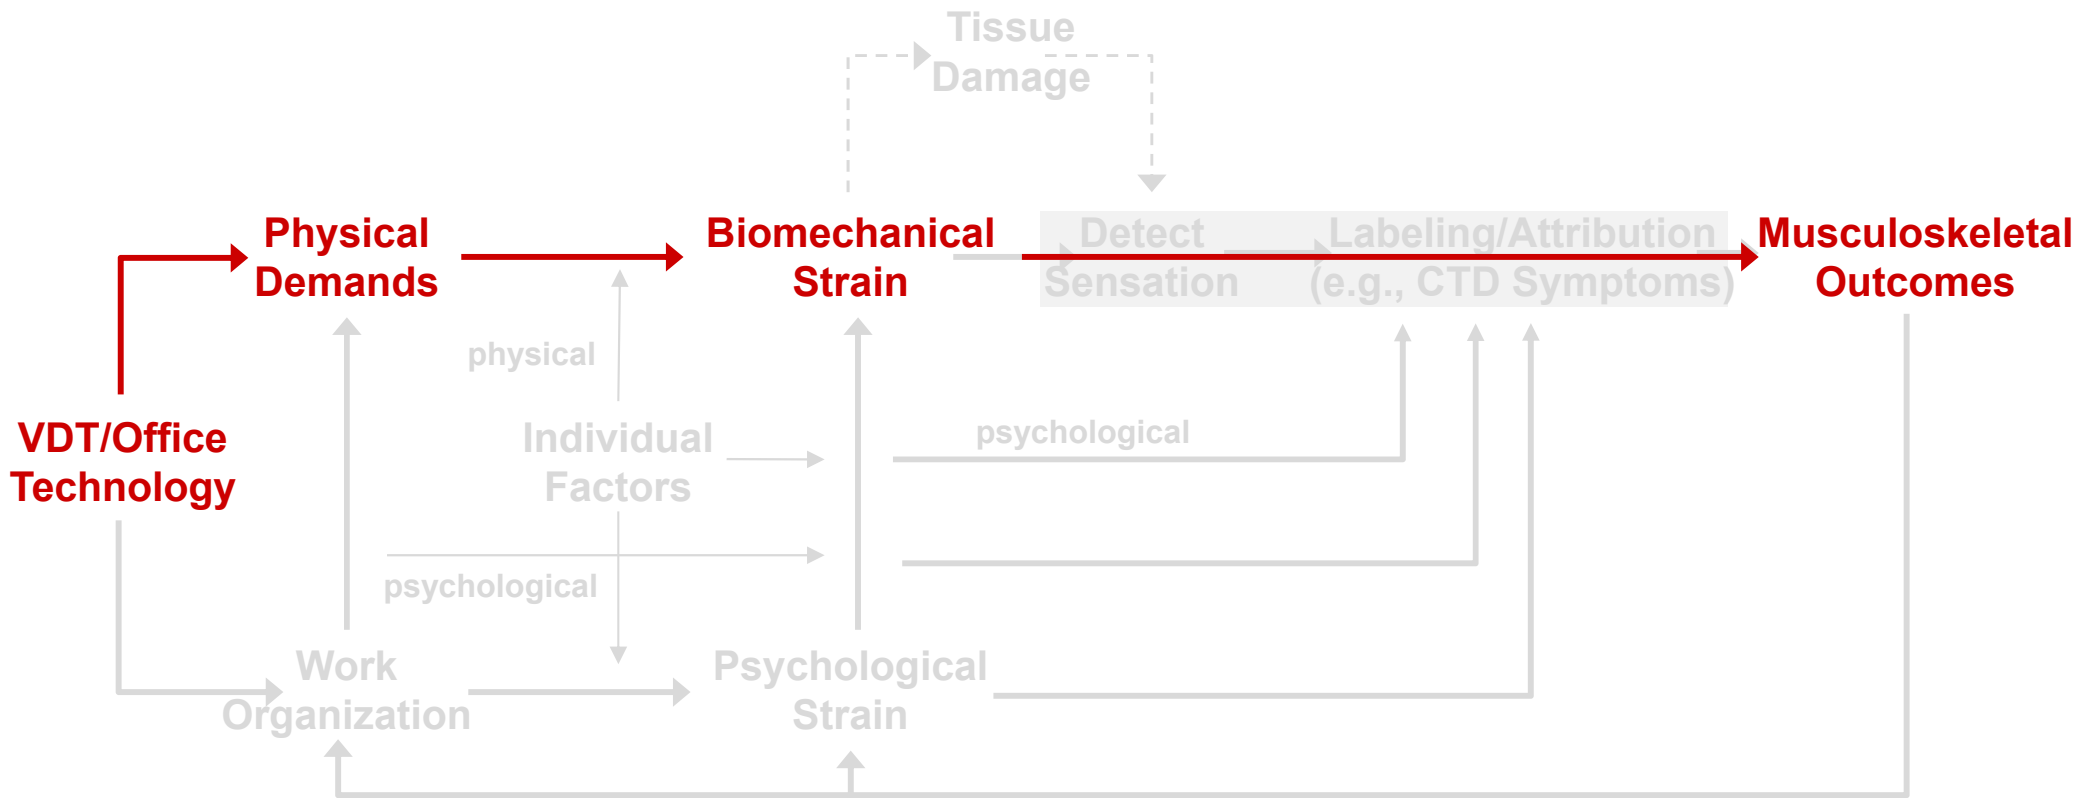 Tissue
Damage
Physical
Demands
Biomechanical
Strain
Detect
Sensation
Labeling/Attribution
(e.g., CTD Symptoms)
Musculoskeletal
Outcomes
physical
VDT/Office
Technology
Individual
Factors
psychological
psychological
Work
Organization
Psychological
Strain